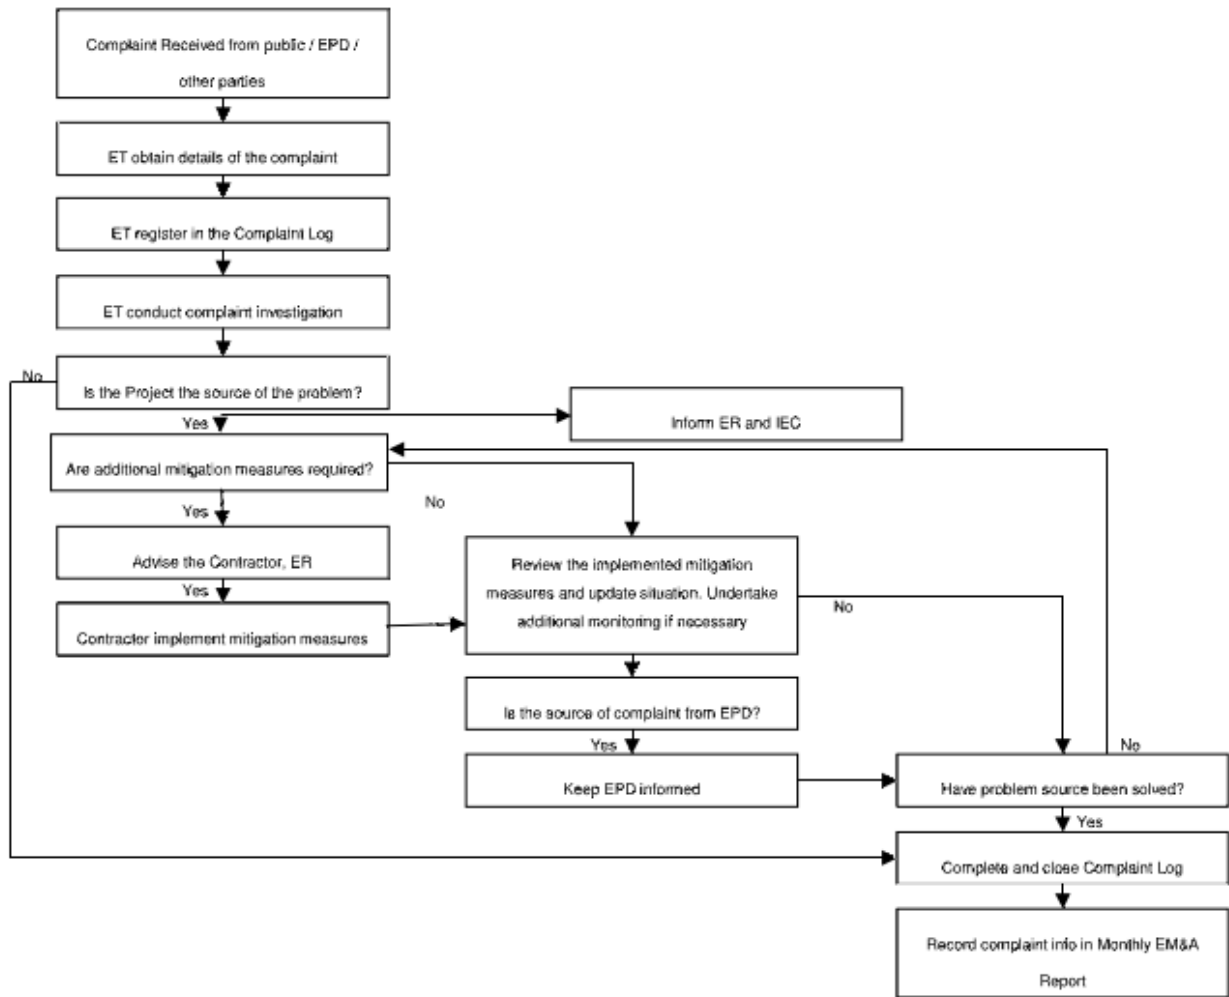 Complaint Received from public / EPD /
other parties
ET obtain details of the complaint
ET register in the Complaint Log
ET conduct complaint investigation
No
Is the Project the source of the problem?
Yes
Inform ER and IEC
Are additional mitigation measures required?
No
Yes
Advise the Contractor, ER
Yes
Contracter implement mitigation measures
Review the implemented mitigation
measures and update situation. Undertake
additional monitoring if necessary
No
Is the source of complaint from EPD?
Yes
Keep EPD informed
No
Have problem source been solved?
Yes
Complete and close Complaint Log
Record complaint info in Monthly EM&A
Report